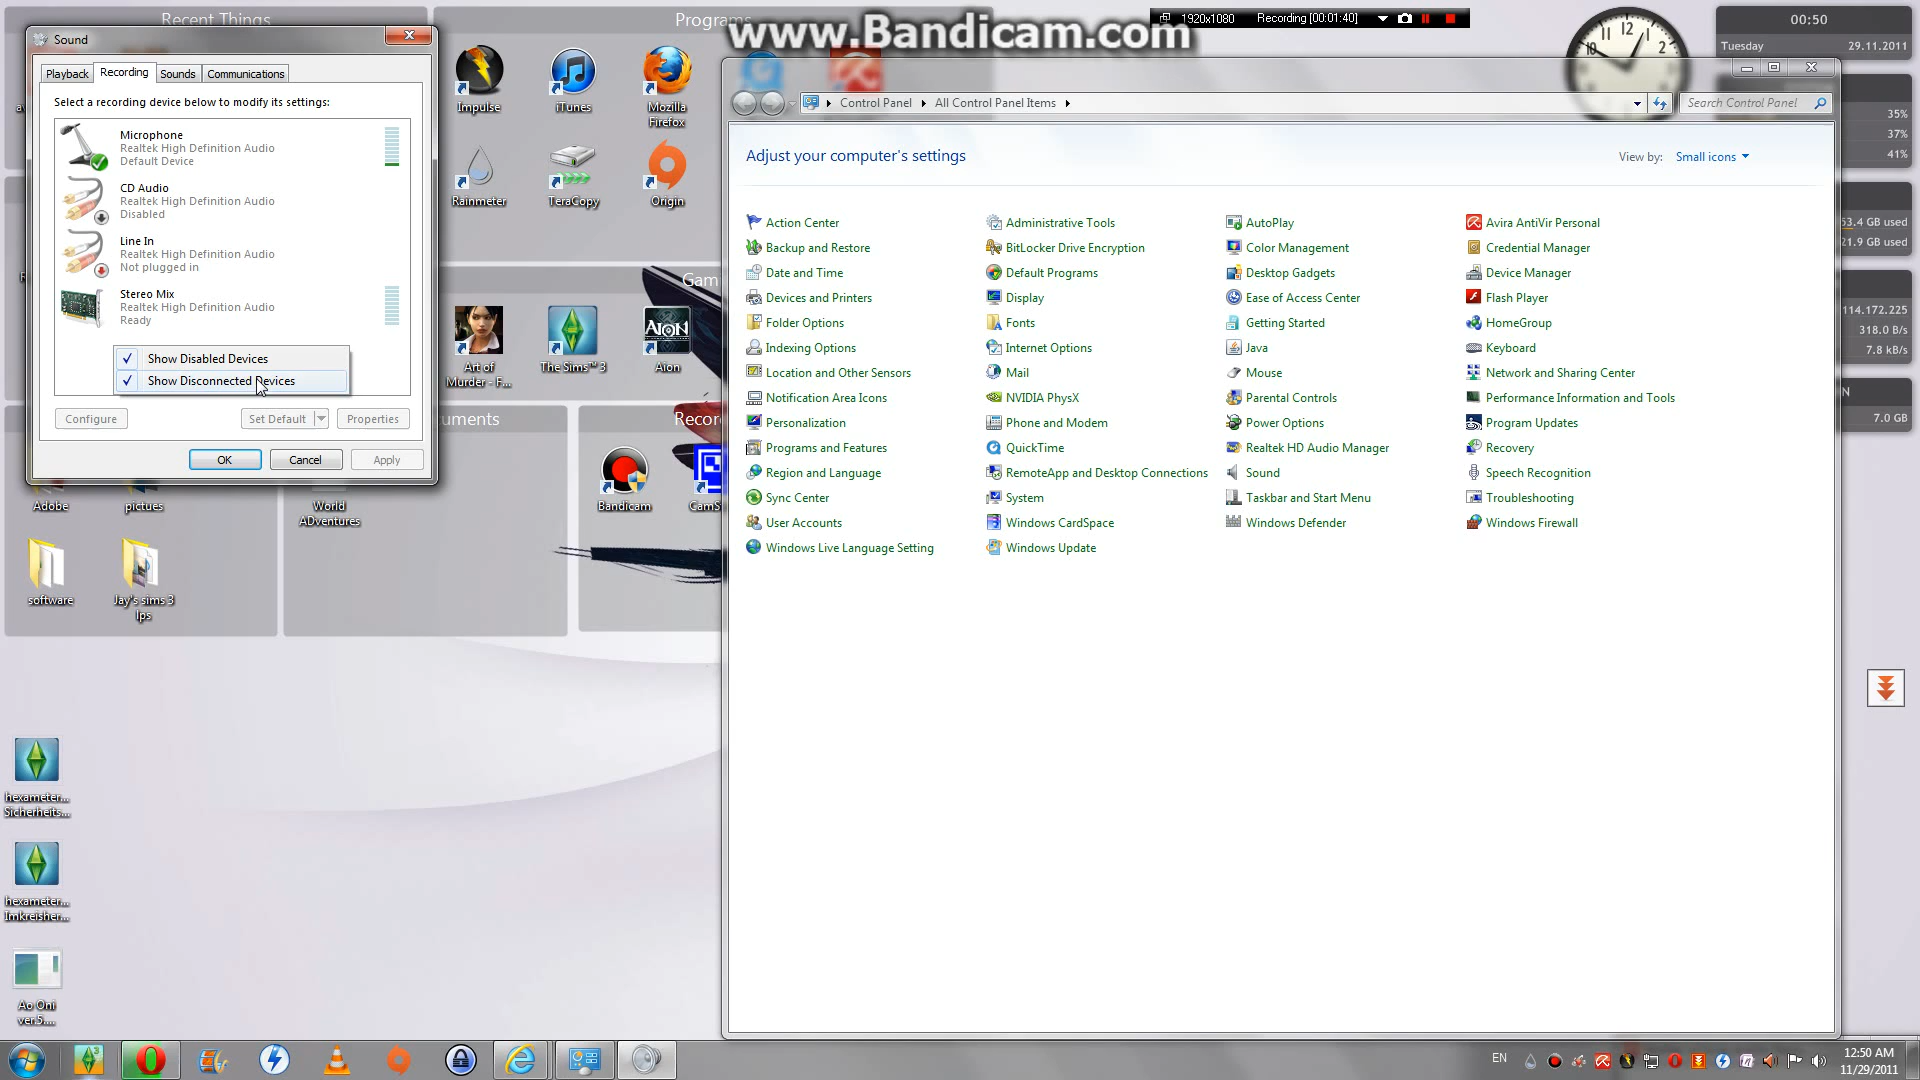 Recent Things
Programs
www.Bandicam.com
1920x1080
Recording [00:01:40]
00:50
Tuesday
29.11.2011
Sound
Playback
Recording
Sounds
Communications
Select a recording device below to modify its settings:
Microphone
Realtek High Definition Audio
Default Device
CD Audio
Realtek High Definition Audio
Disabled
Line In
Realtek High Definition Audio
Not plugged in
Stereo Mix
Realtek High Definition Audio
Ready
Show Disabled Devices
Show Disconnected Devices
Configure
Set Default
Properties
OK
Cancel
Apply
Impulse
iTunes
Mozilla
Firefox
Rainmeter
TeraCopy
Origin
Gam
Art of
Murder - F...
The Sims™ 3
Aion
uments
Recor
Bandicam
CamS
Adobe
pictues
World
ADventures
software
Jay's sims 3
lps
hexameter...
Sicherheits...
hexameter...
Imkreisher...
Ao Oni
ver5....
Control Panel
All Control Panel Items
Search Control Panel
Adjust your computer's settings
View by:
Small icons
Action Center
Administrative Tools
AutoPlay
Avira AntiVir Personal
Backup and Restore
BitLocker Drive Encryption
Color Management
Credential Manager
Date and Time
Default Programs
Desktop Gadgets
Device Manager
Devices and Printers
Display
Ease of Access Center
Flash Player
Folder Options
Fonts
Getting Started
HomeGroup
Indexing Options
Internet Options
Java
Keyboard
Location and Other Sensors
Mail
Mouse
Network and Sharing Center
Notification Area Icons
NVIDIA PhysX
Parental Controls
Performance Information and Tools
Personalization
Phone and Modem
Power Options
Program Updates
Programs and Features
QuickTime
Realtek HD Audio Manager
Recovery
Region and Language
RemoteApp and Desktop Connections
Sound
Speech Recognition
Sync Center
System
Taskbar and Start Menu
Troubleshooting
User Accounts
Windows CardSpace
Windows Defender
Windows Firewall
Windows Live Language Setting
Windows Update
35%
37%
41%
53.4 GB used
21.9 GB used
114.172.225
318.0 B/s
7.8 kB/s
N
7.0 GB
EN
12:50 AM
11/29/2011